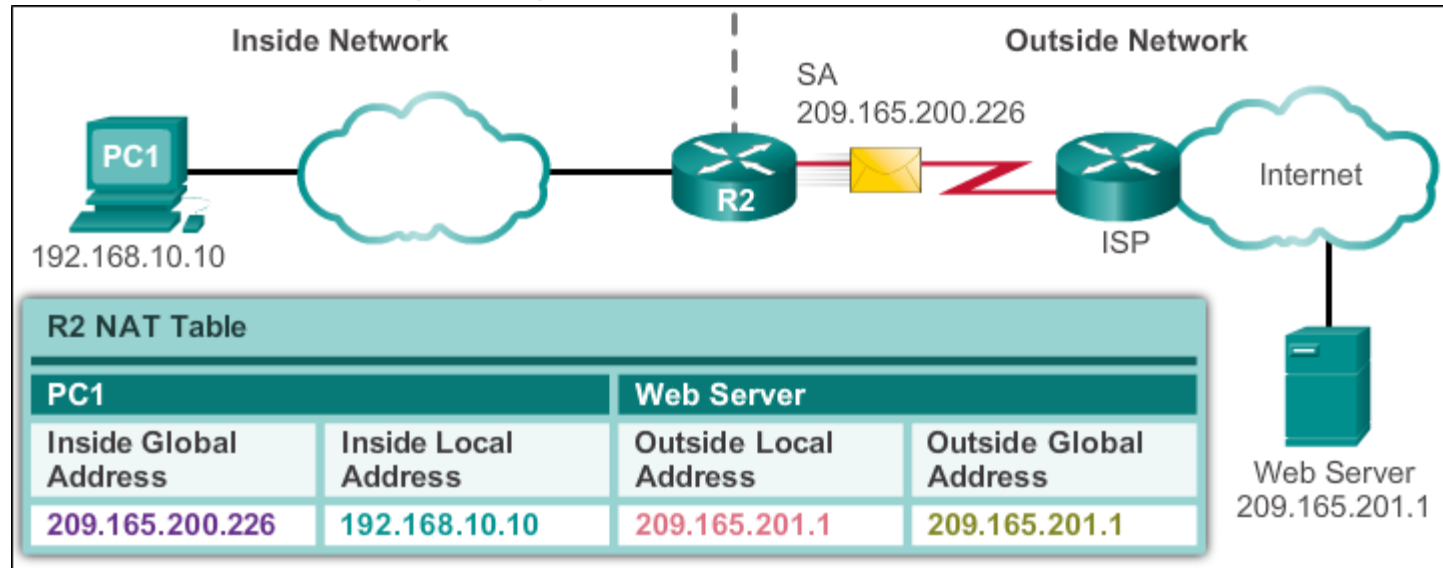 Inside Network
Outside Network
SA
209.165.200.226
PC1
R2
ISP
Internet
192.168.10.10
Web Server
209.165.201.1
R2 NAT Table
PC1
Web Server
Inside Global Address
Inside Local Address
Outside Local Address
Outside Global Address
209.165.200.226
192.168.10.10
209.165.201.1
209.165.201.1